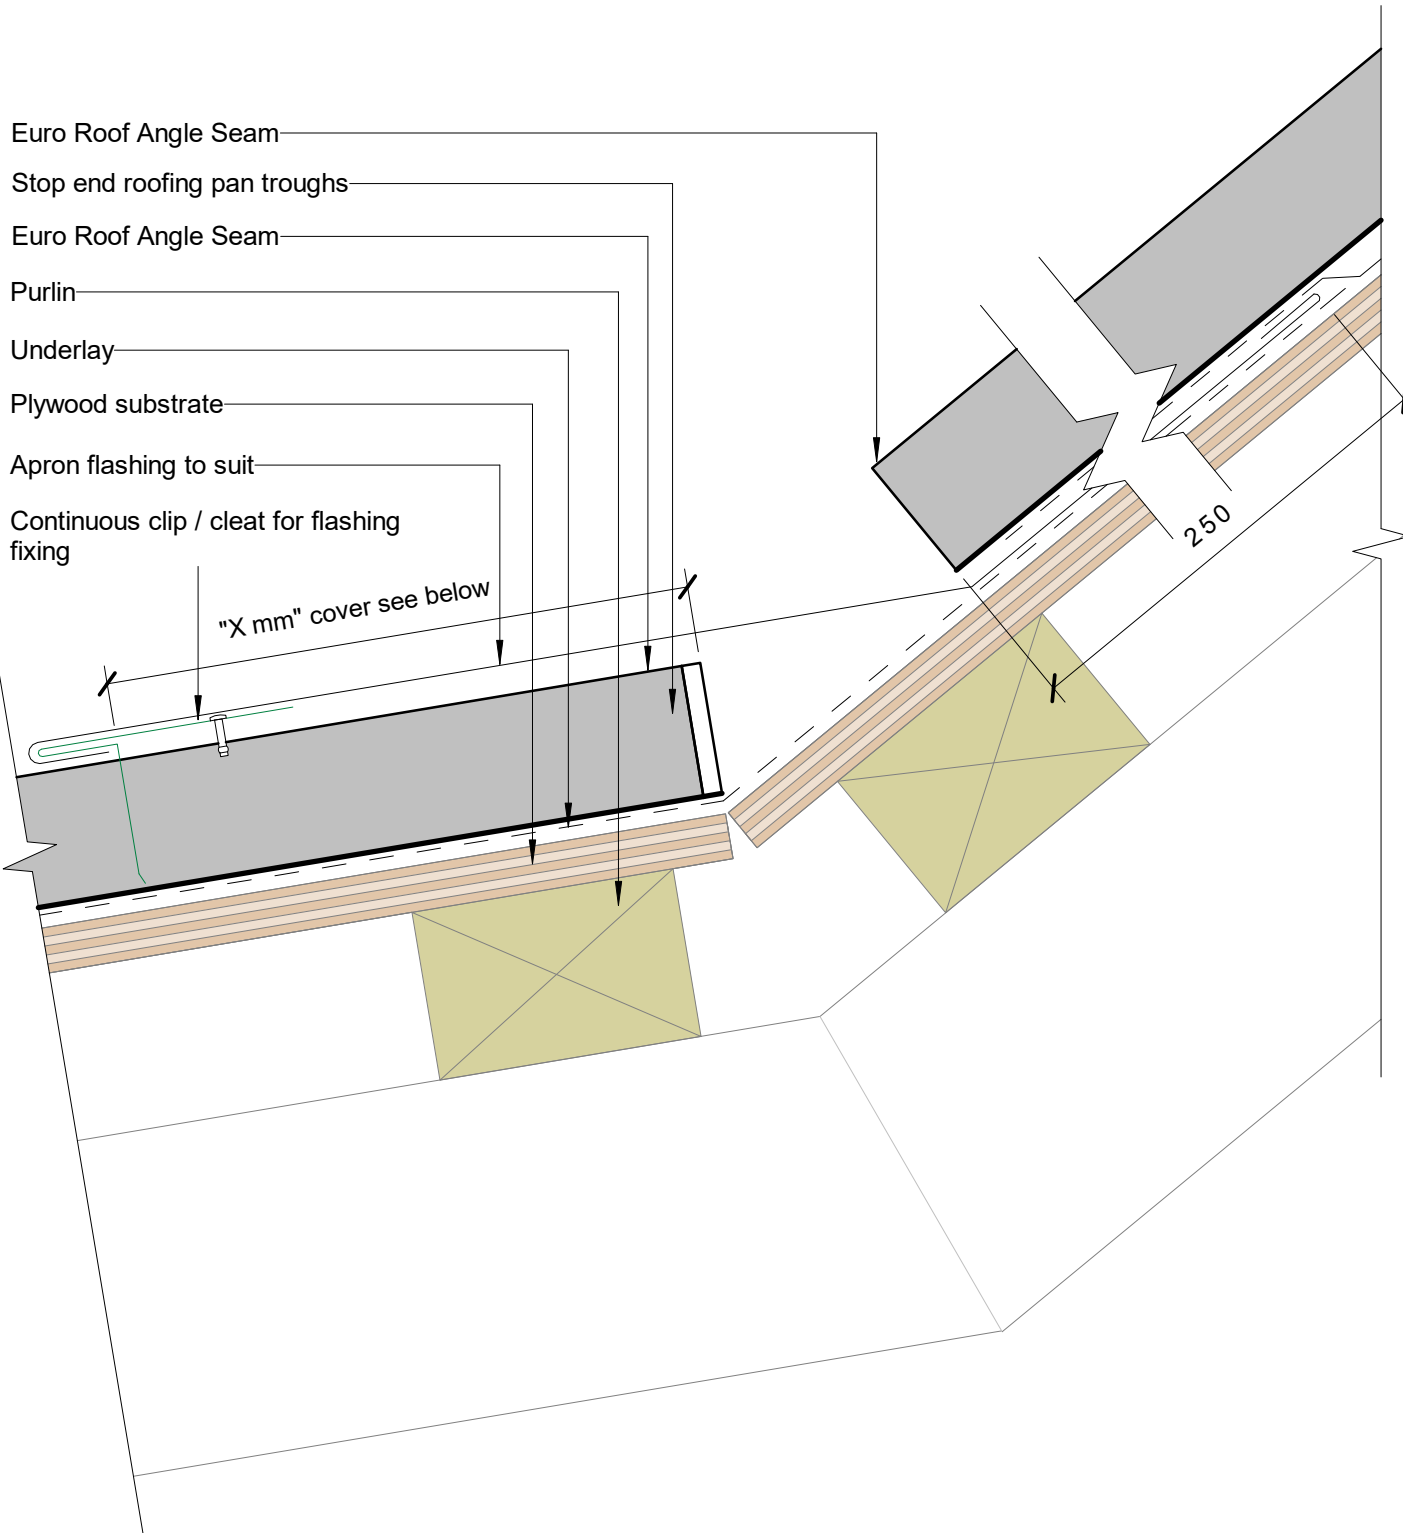 Euro Roof Angle Seam
Stop end roofing pan troughs
Euro Roof Angle Seam
Purlin
Underlay
Plywood substrate
Apron flashing to suit
Continuous clip / cleat for flashing
fixing
"X mm" cover see below
250